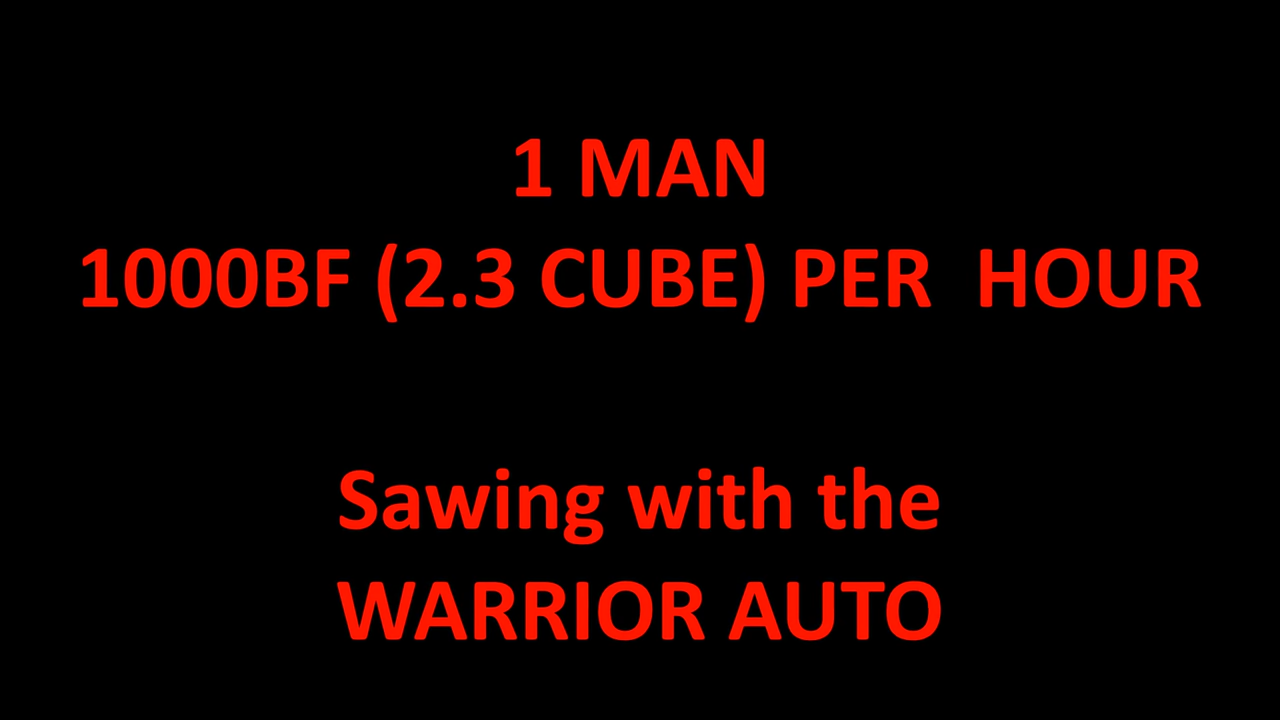 1 MAN
1000BF (2.3 CUBE) PER  HOUR
Sawing with the
WARRIOR AUTO